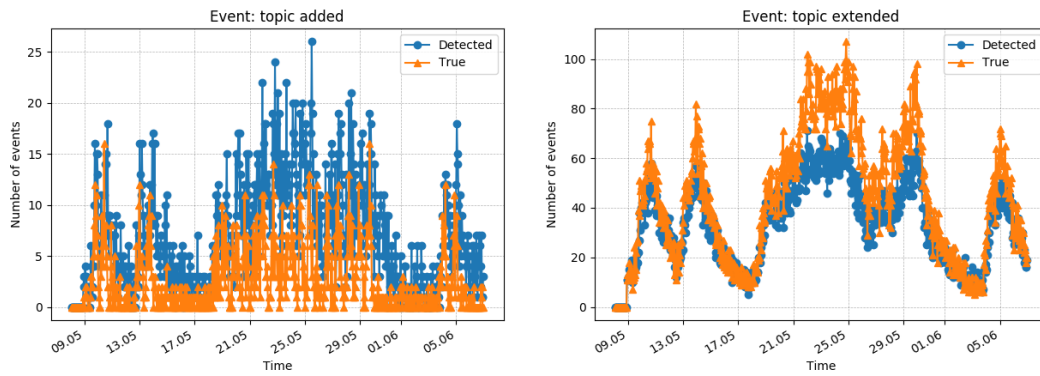 Event: topic added
Number of events
25
20
15
10
5
0
Detected
True
09.05
13.05
17.05
21.05
25.05
29.05
01.06
05.06
Time
Event: topic extended
Number of events
100
80
60
40
20
0
Detected
True
09.05
13.05
17.05
21.05
25.05
29.05
01.06
05.06
Time